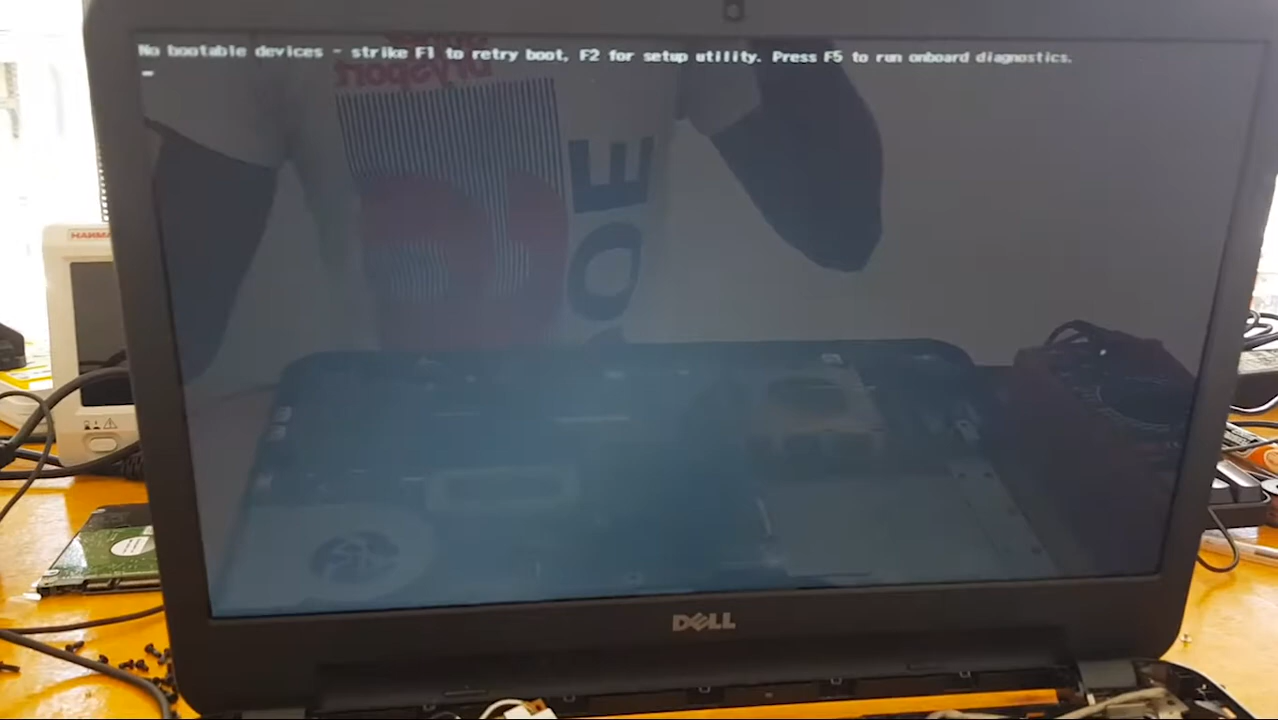 No bootable devices - strike F1 to retry boot, F2 for setup utility. Press F5 to run onboard diagnostics.
DELL